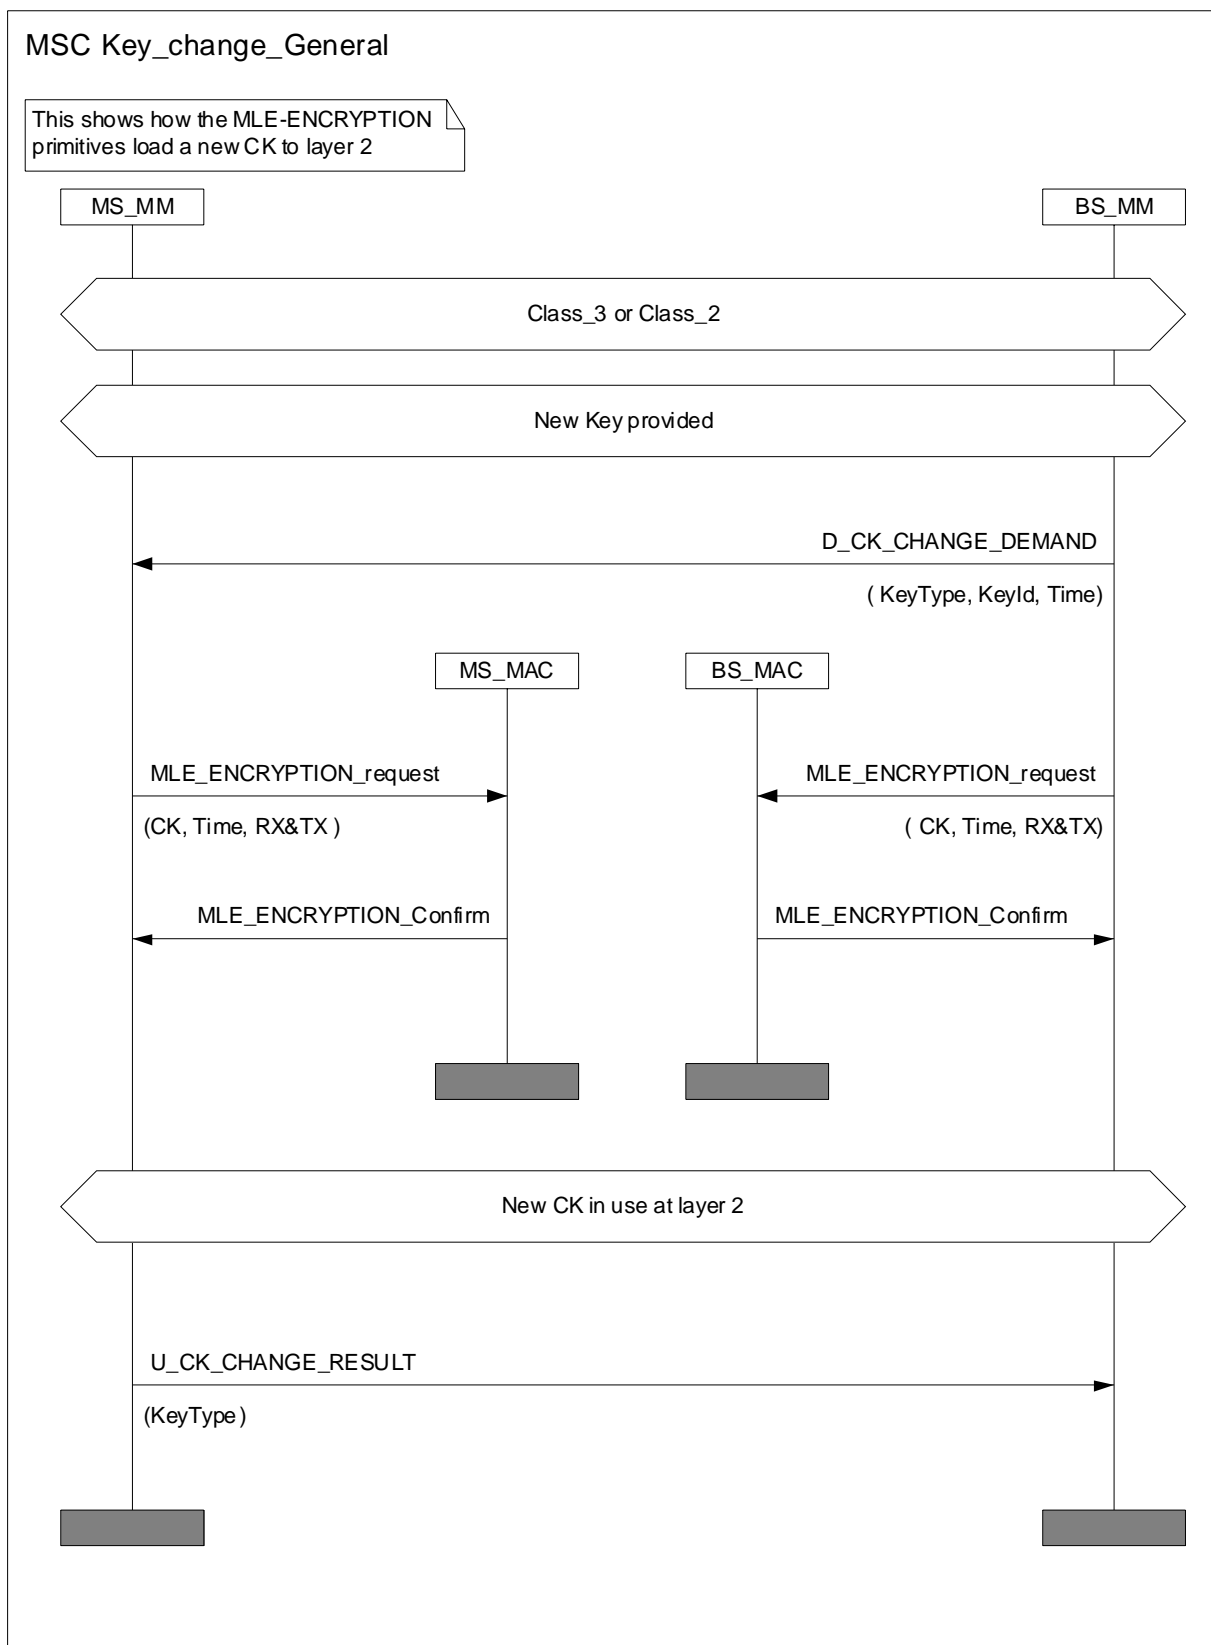 MSC Key_change_General
This shows how the MLE-ENCRYPTION
primitives load a new CK to layer 2
MS_MM
BS_MM
Class_3 or Class_2
New Key provided
D_CK_CHANGE_DEMAND
( KeyType, KeyId, Time)
MS_MAC
BS_MAC
MLE_ENCRYPTION_request
MLE_ENCRYPTION_request
(CK, Time, RX&TX )
( CK, Time, RX&TX)
MLE_ENCRYPTION_Confirm
MLE_ENCRYPTION_Confirm
New CK in use at layer 2
U_CK_CHANGE_RESULT
(KeyType)